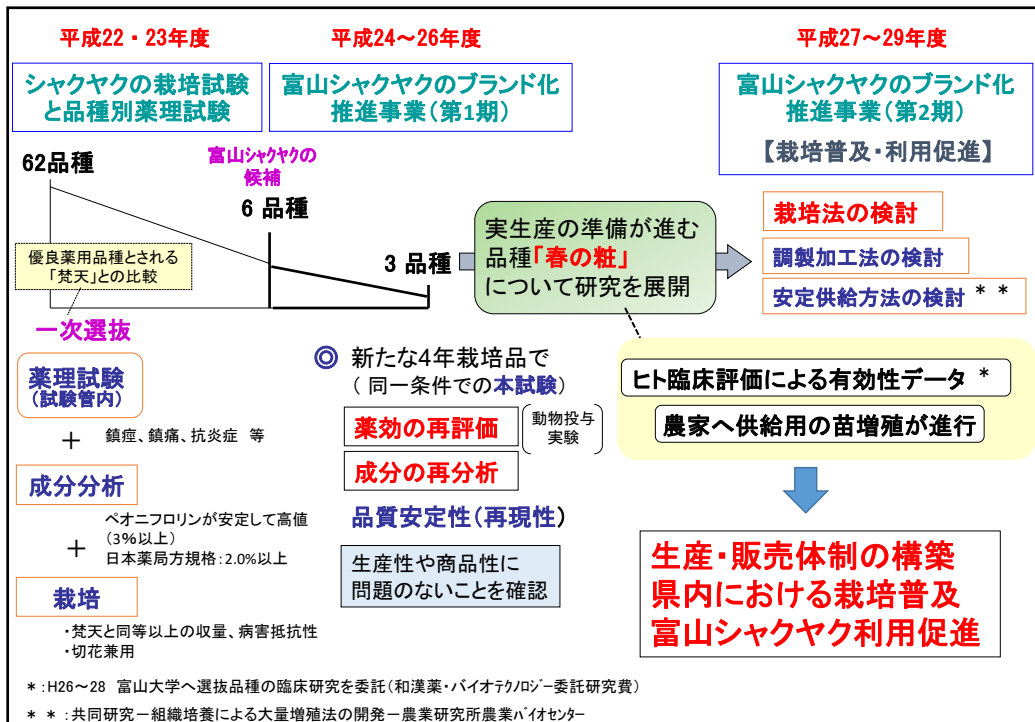 平成22・23年度
シャクヤクの栽培試験
と品種別薬理試験
62品種
優良薬用品種とされる
「梵天」との比較
一次選抜
薬理試験
(試験管内)
＋ 鎮痙、鎮痛、抗炎症 等
成分分析
ペオニフロリンが安定して高値
(3%以上)
＋ 日本薬局方規格：2.0%以上
栽培
・梵天と同等以上の収量、病害抵抗性
・切花兼用
平成24～26年度
富山シャクヤクのブランド化
推進事業(第1期)
富山シャクヤクの
候補
6 品種
3 品種
◎ 新たな4年栽培品で
( 同一条件での本試験)
薬効の再評価
動物投与
実験
成分の再分析
品質安定性(再現性)
生産性や商品性に
問題のないことを確認
実生産の準備が進む
品種「春の粧」
について研究を展開
平成27～29年度
富山シャクヤクのブランド化
推進事業(第2期)
【栽培普及・利用促進】
栽培法の検討
調製加工法の検討
安定供給方法の検討 * *
ヒト臨床評価による有効性データ *
農家へ供給用の苗増殖が進行
生産・販売体制の構築
県内における栽培普及
富山シャクヤク利用促進
* ：H26～28 富山大学へ選抜品種の臨床研究を委託(和漢薬・バイオテクノロジー委託研究費)
* * ：共同研究－組織培養による大量増殖法の開発－農業研究所農業バイオセンター